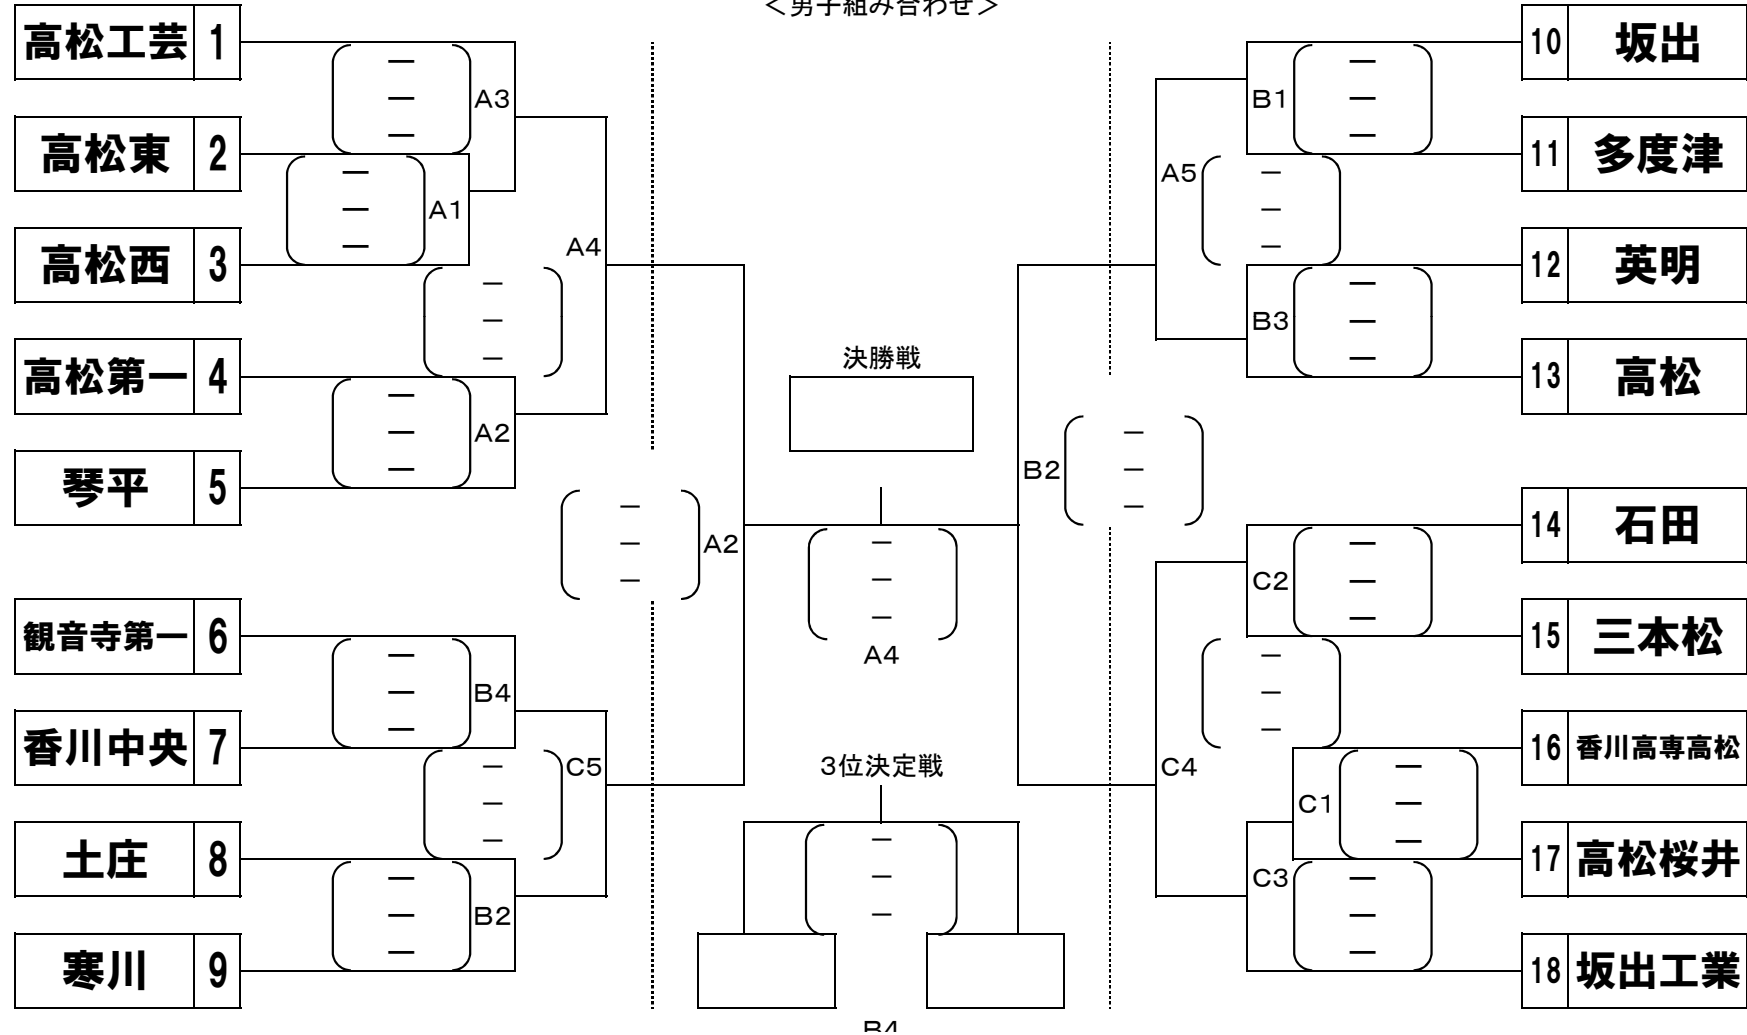 ＜男子組み合わせ＞
高松工芸 1
A3
高松東 2
A1
高松西 3
A4
高松第一 4
A2
琴平 5
A2
観音寺第一 6
B4
香川中央 7
C5
土庄 8
B2
寒川 9
決勝戦
A4
3位決定戦
B4
10 坂出
B1
11 多度津
A5
12 英明
B3
13 高松
B2
14 石田
C2
15 三本松
16 香川高専高松
C4
C1
17 高松桜井
C3
18 坂出工業